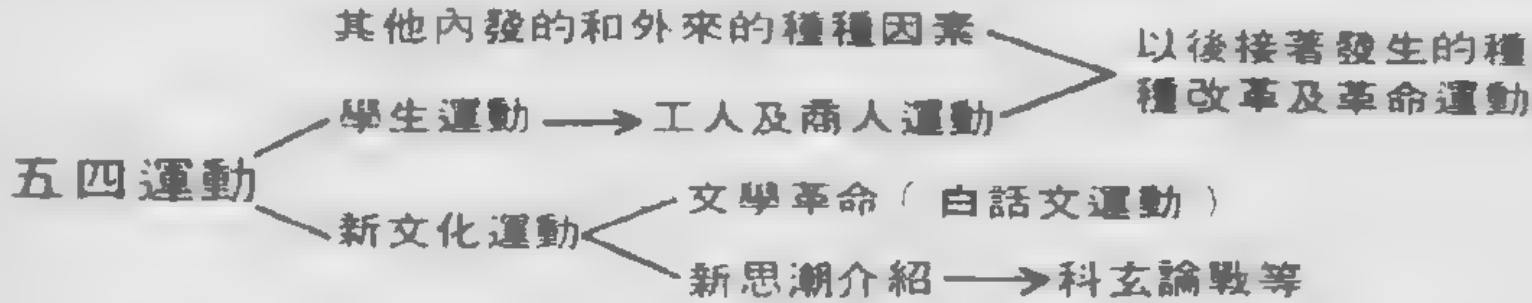 其他內發的和外來的種種因素
以後接著發生的種
種改革及革命運動
學生運動
工人及商人運動
五四運動
文學革命（白話文運動）
新文化運動
新思潮介紹
科玄論戰等